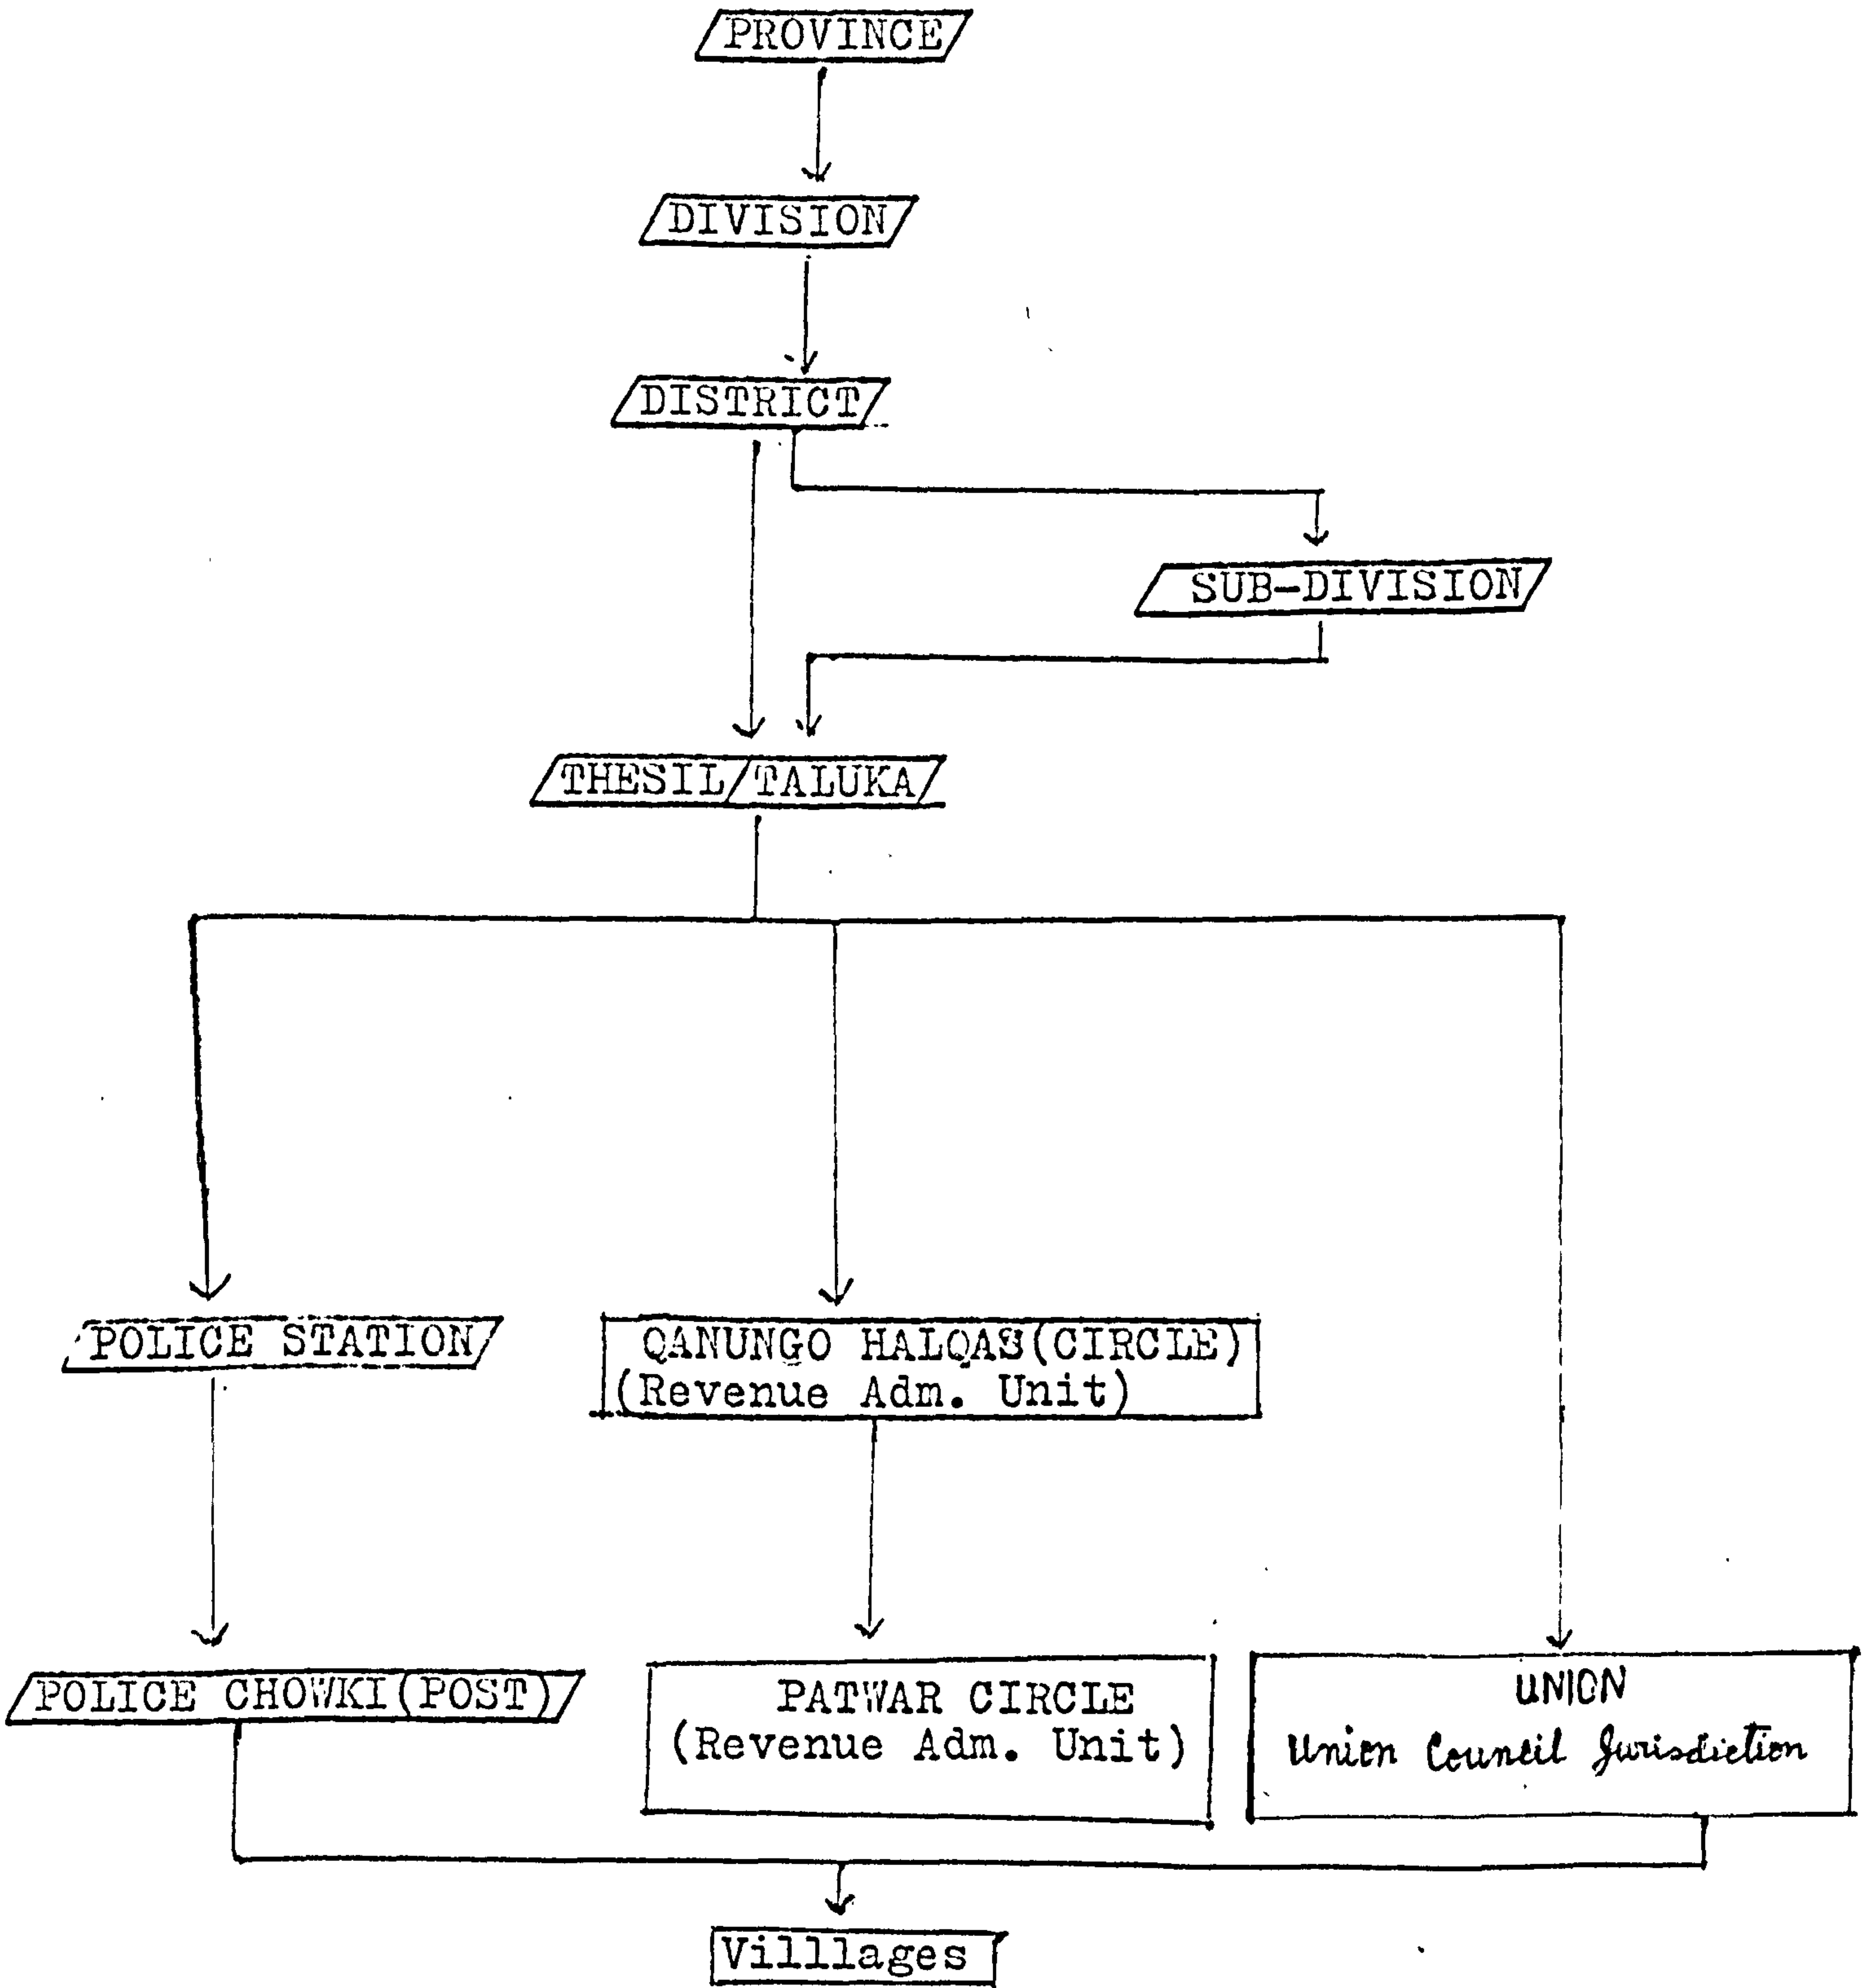 PROVINCE
DIVISION
DISTRICT
SUB-DIVISION
THESIL/TALUKA
POLICE STATION
QANUNGO HALQAS(CIRCLE)
(Revenue Adm. Unit)
POLICE CHOWKI(POST)
PATWAR CIRCLE
(Revenue Adm. Unit)
UNION
Union Council Jurisdiction
Villlages